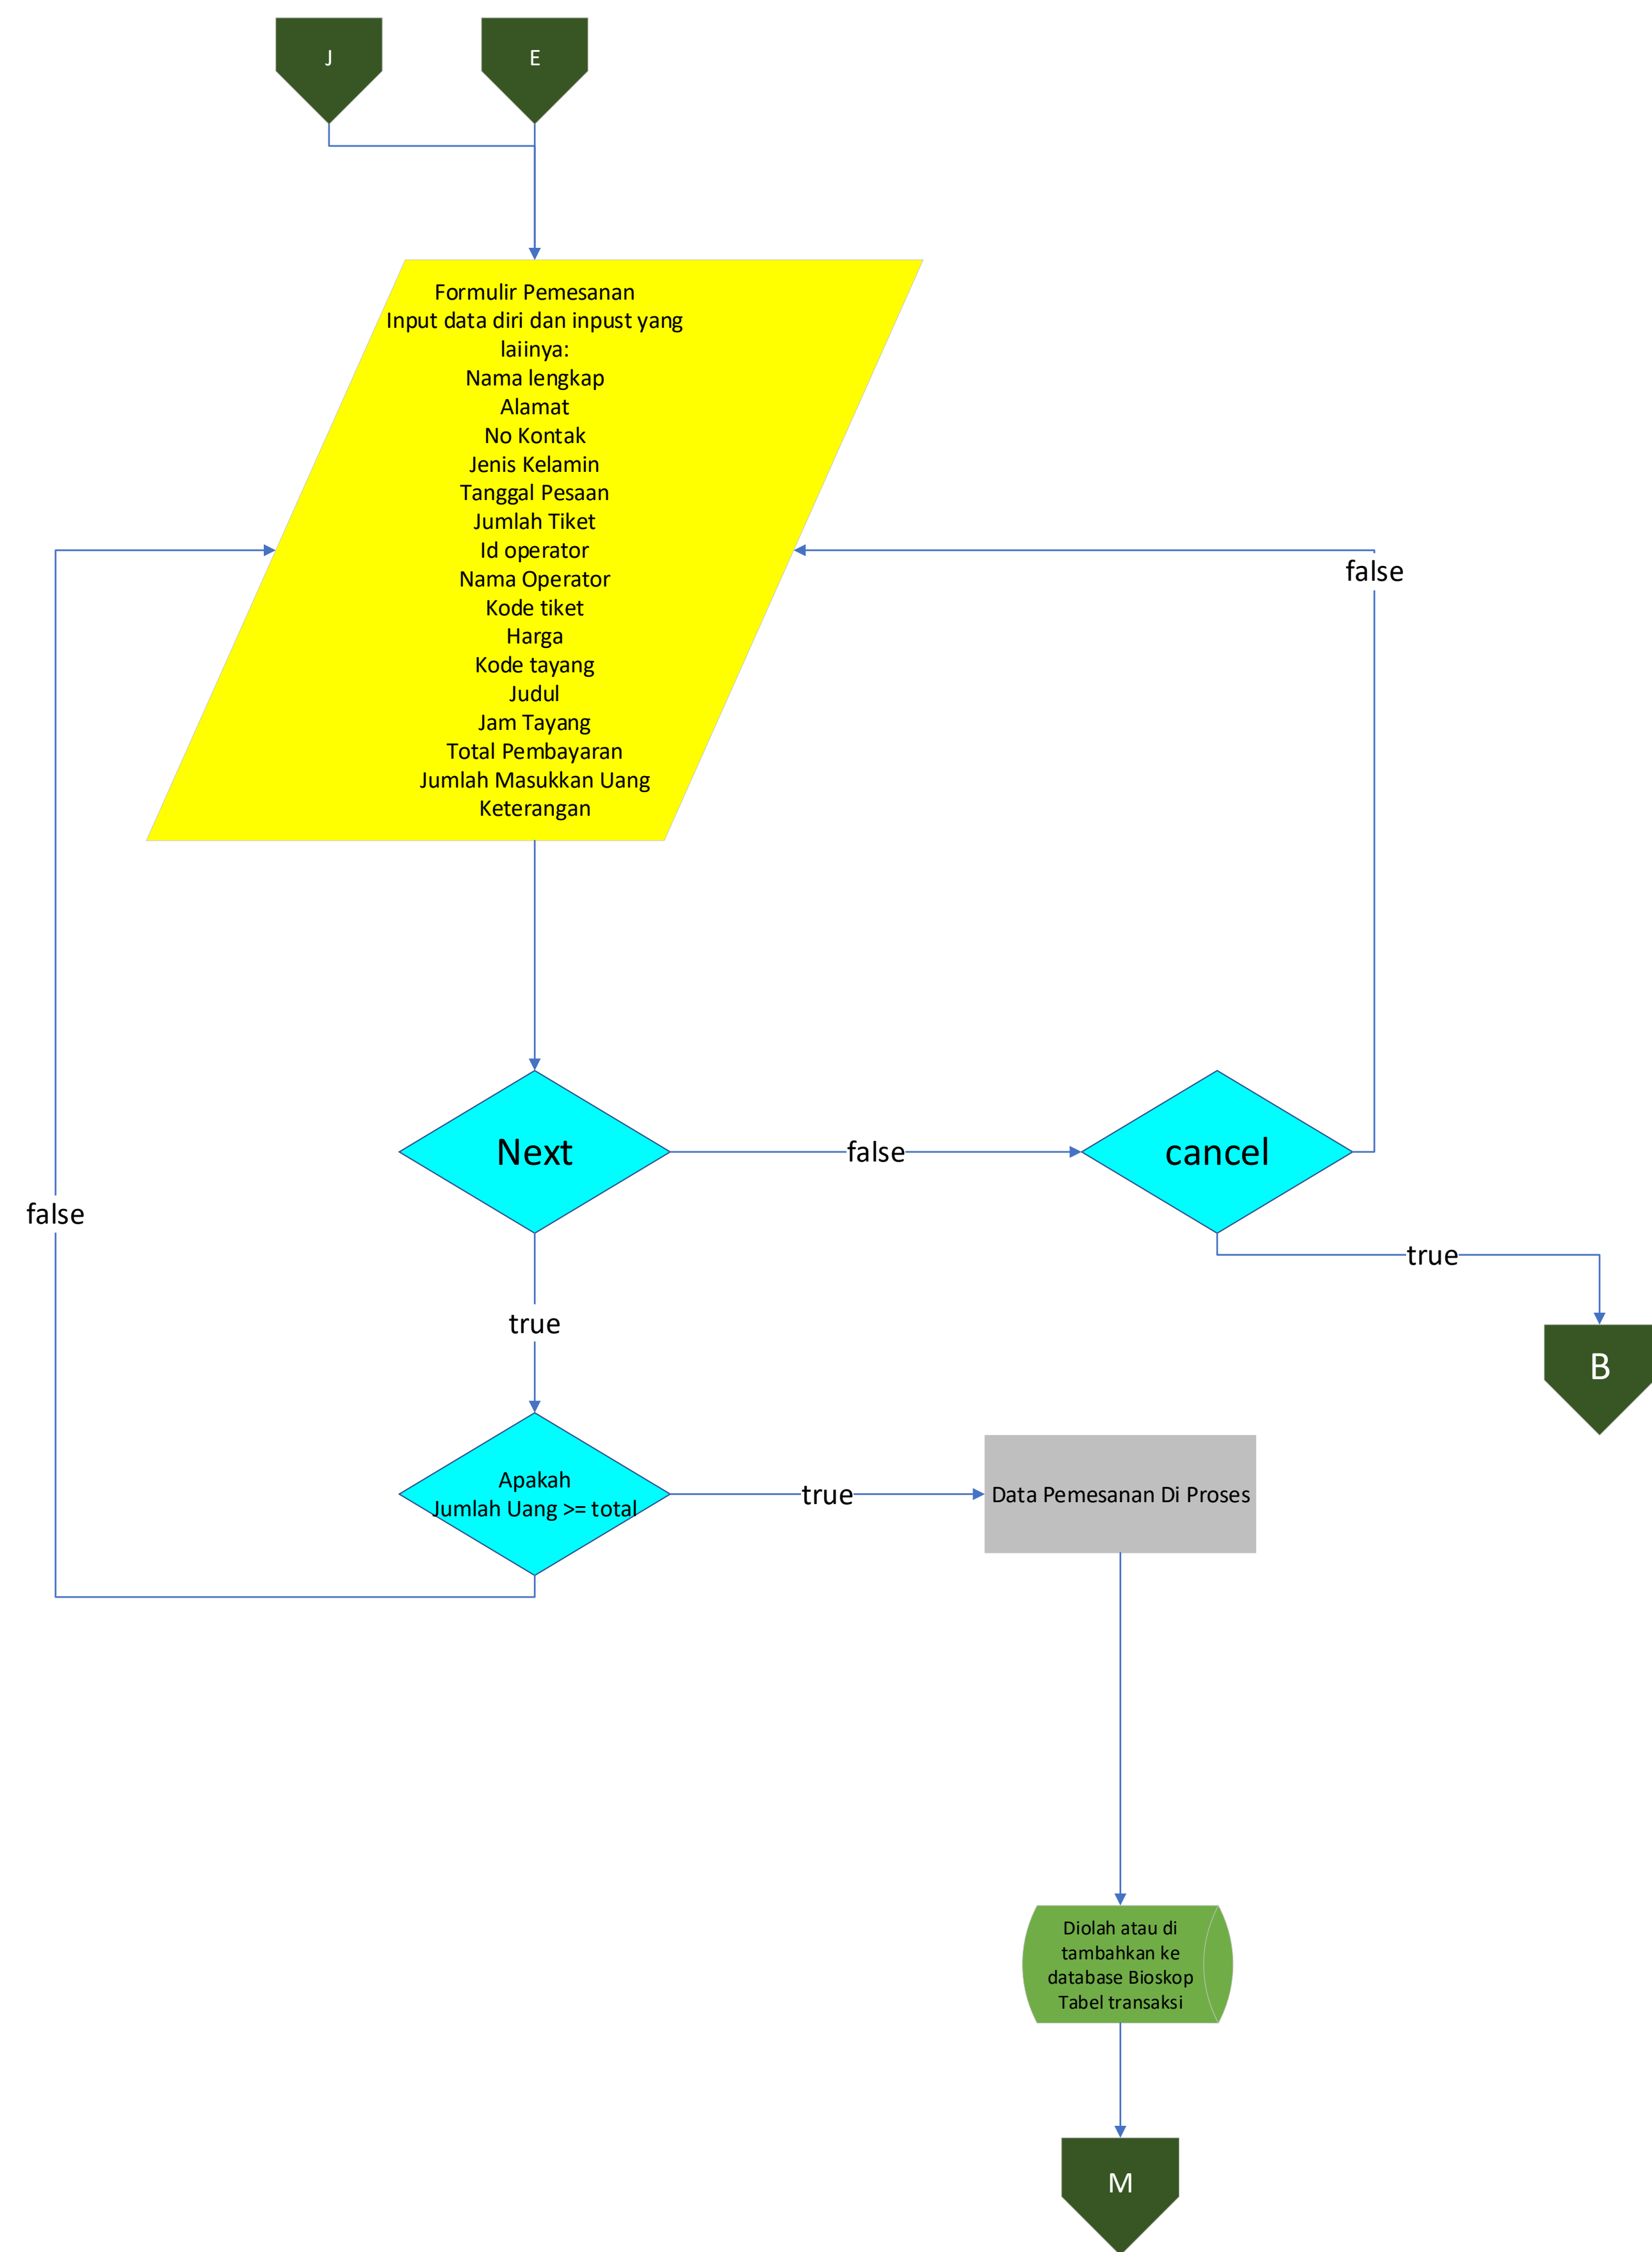 J
E
Formulir Pemesanan
Input data diri dan inpust yang
laiinya:
Nama lengkap
Alamat
No Kontak
Jenis Kelamin
Tanggal Pesaan
Jumlah Tiket
Id operator
Nama Operator
Kode tiket
Harga
Kode tayang
Judul
Jam Tayang
Total Pembayaran
Jumlah Masukkan Uang
Keterangan
false
Next
false
cancel
false
true
true
B
Apakah
Jumlah Uang >= total
true
Data Pemesanan Di Proses
Diolah atau di
tambahkan ke
database Bioskop
Tabel transaksi
M